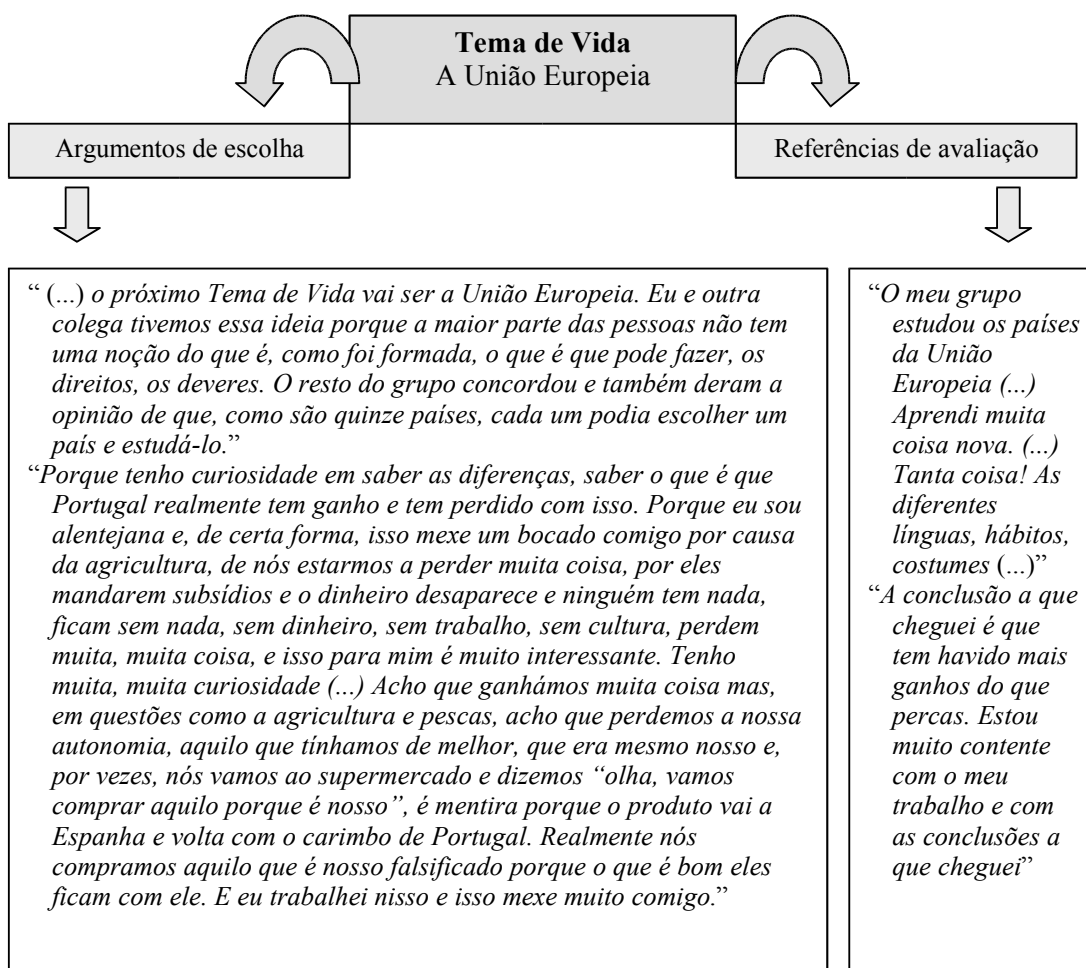 Tema de Vida
A União Europeia
Argumentos de escolha
Referências de avaliação
“ (...) o próximo Tema de Vida vai ser a União Europeia. Eu e outra
colega tivemos essa ideia porque a maior parte das pessoas não tem
uma noção do que é, como foi formada, o que é que pode fazer, os
direitos, os deveres. O resto do grupo concordou e também deram a
opinião de que, como são quinze países, cada um podia escolher um
país e estudá-lo.”
“Porque tenho curiosidade em saber as diferenças, saber o que é que
Portugal realmente tem ganho e tem perdido com isso. Porque eu sou
alentejana e, de certa forma, isso mexe um bocado comigo por causa
da agricultura, de nós estarmos a perder muita coisa, por eles
mandarem subsídios e o dinheiro desaparece e ninguém tem nada,
ficam sem nada, sem dinheiro, sem trabalho, sem cultura, perdem
muita, muita coisa, e isso para mim é muito interessante. Tenho
muita, muita curiosidade (...) Acho que ganhámos muita coisa mas,
em questões como a agricultura e pescas, acho que perdemos a nossa
autonomia, aquilo que tínhamos de melhor, que era mesmo nosso e,
por vezes, nós vamos ao supermercado e dizemos “olha, vamos
comprar aquilo porque é nosso”, é mentira porque o produto vai a
Espanha e volta com o carimbo de Portugal. Realmente nós
compramos aquilo que é nosso falsificado porque o que é bom eles
ficam com ele. E eu trabalhei nisso e isso mexe muito comigo.”
“O meu grupo
estudou os países
da União
Europeia (...)
Aprendi muita
coisa nova. (...)
Tanta coisa! As
diferentes
línguas, hábitos,
costumes (...)”
“A conclusão a que
cheguei é que
tem havido mais
ganhos do que
percas. Estou
muito contente
com o meu
trabalho e com
as conclusões a
que cheguei”